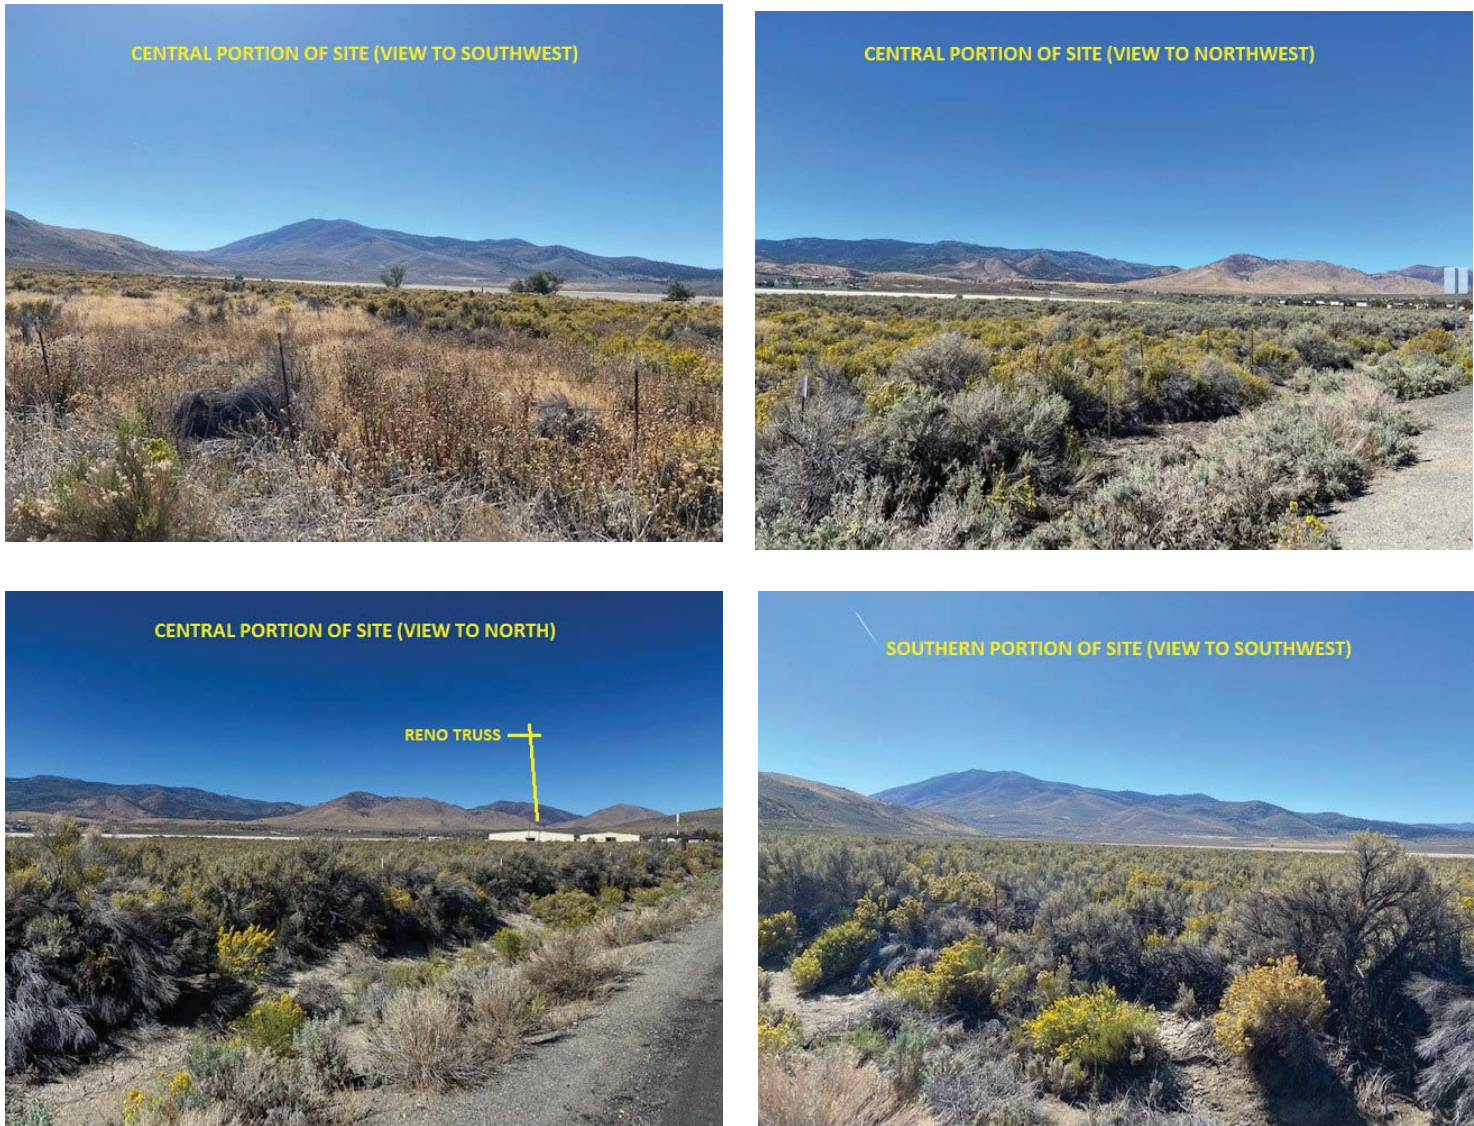 CENTRAL PORTION OF SITE (VIEW TO SOUTHWEST)
CENTRAL PORTION OF SITE (VIEW TO NORTHWEST)
CENTRAL PORTION OF SITE (VIEW TO NORTH)
RENO TRUSS
SOUTHERN PORTION OF SITE (VIEW TO SOUTHWEST)